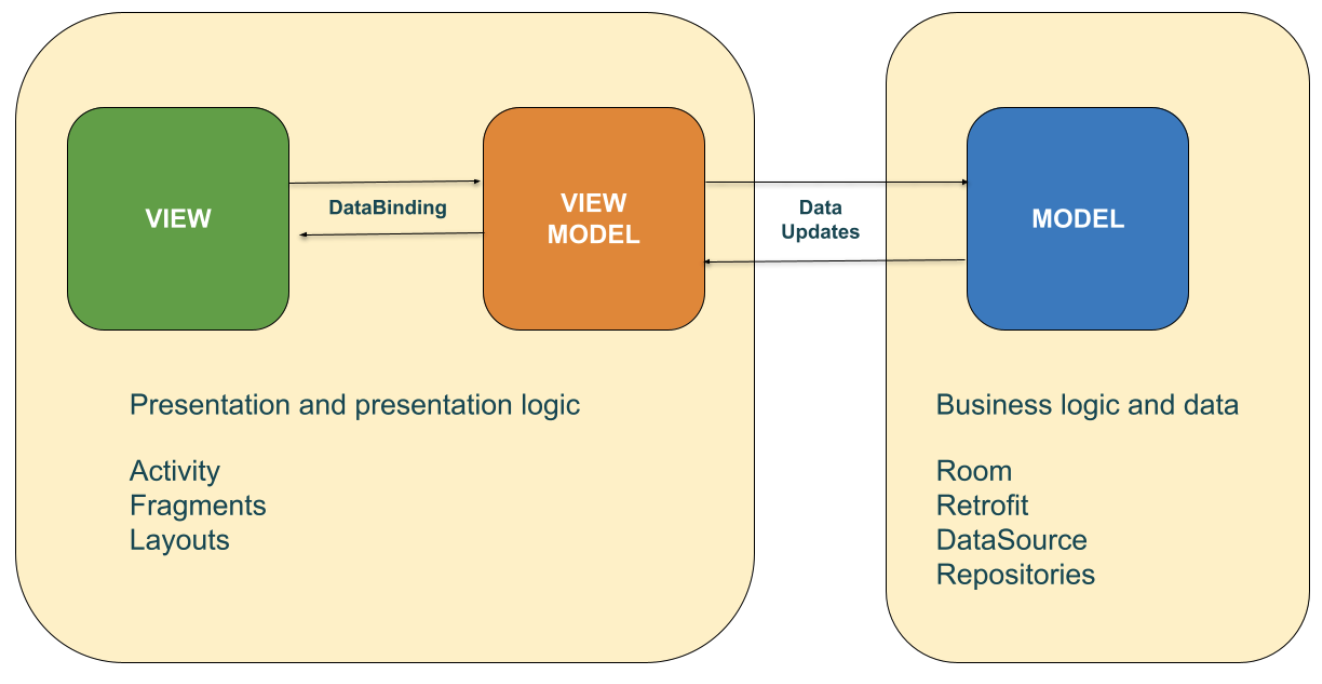 VIEW
DataBinding
VIEW
MODEL
Data
Updates
MODEL
Presentation and presentation logic
Activity
Fragments
Layouts
Business logic and data
Room
Retrofit
DataSource
Repositories